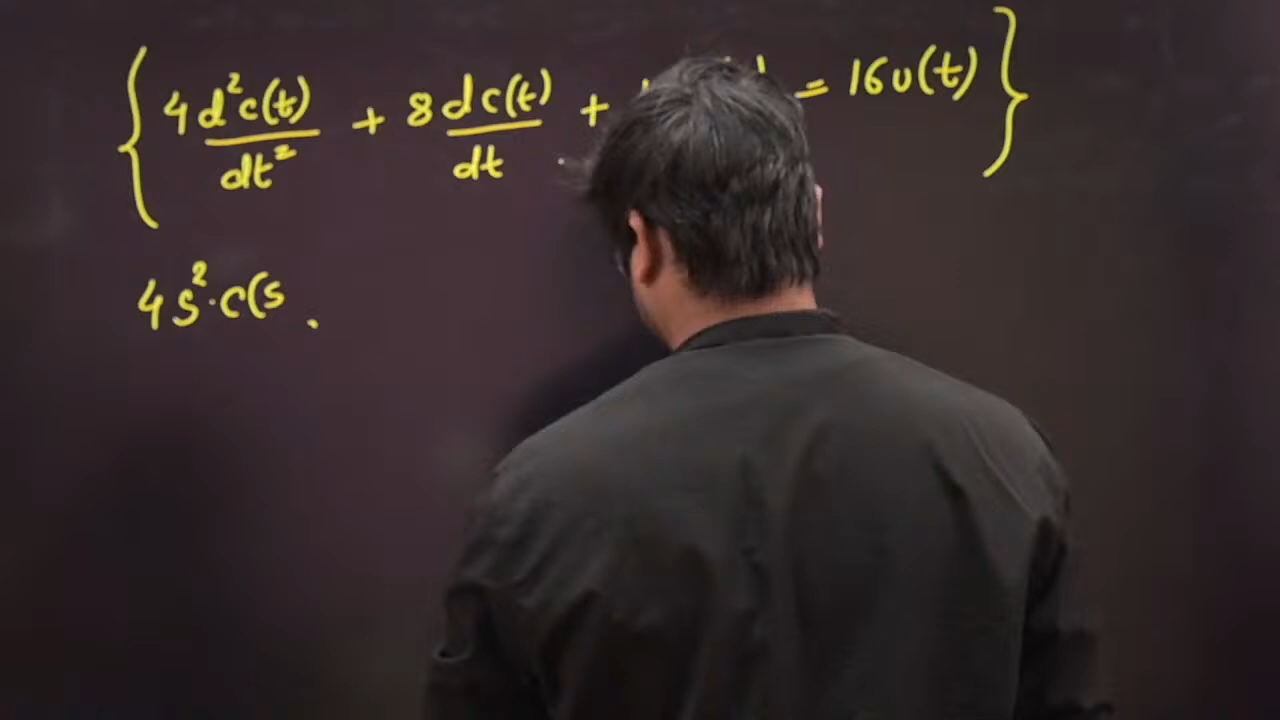 { 4 d²c(t)/dt² + 8 dc(t)/dt + = 16u(t) }
4s²·c(s